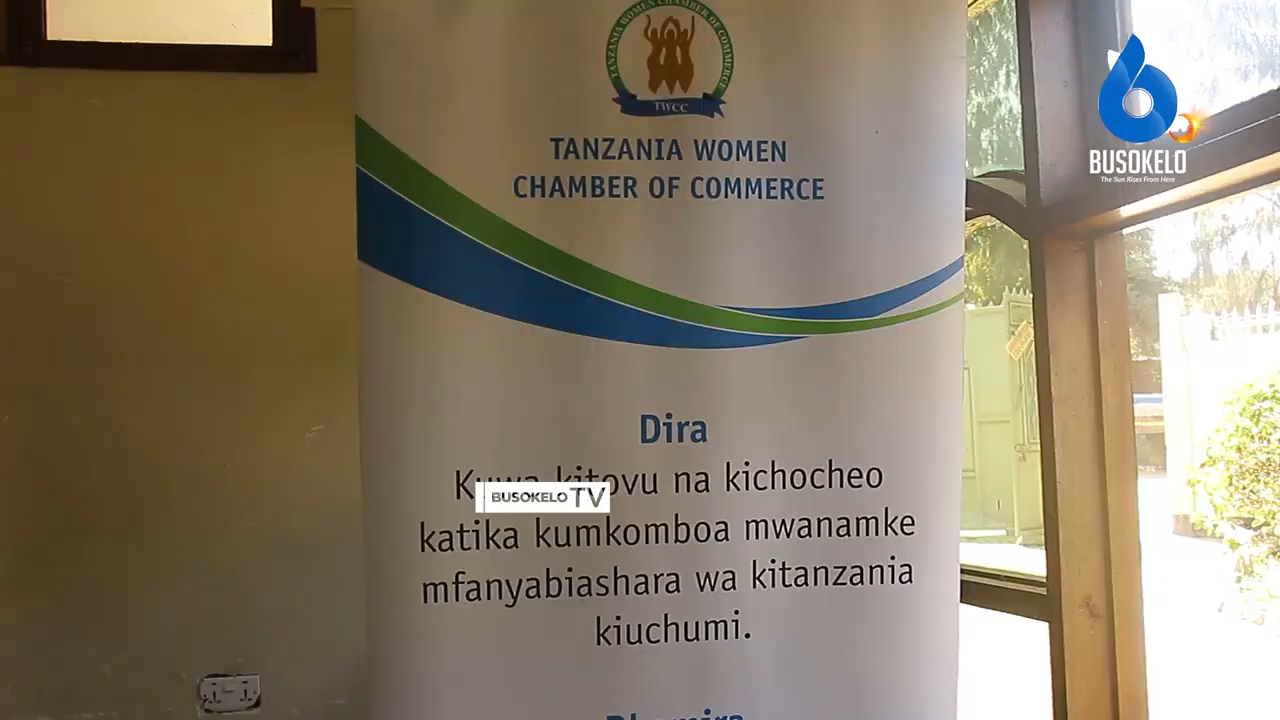 TANZANIA WOMEN CHAMBER OF COMMERCE
TWCC
TANZANIA WOMEN
CHAMBER OF COMMERCE
BUSOKELO
The Sun Rises From Here
Dira
Kuwa kitovu na kichocheo
BUSOKELO TV
katika kumkomboa mwanamke
mfanyabiashara wa kitanzania
kiuchumi.